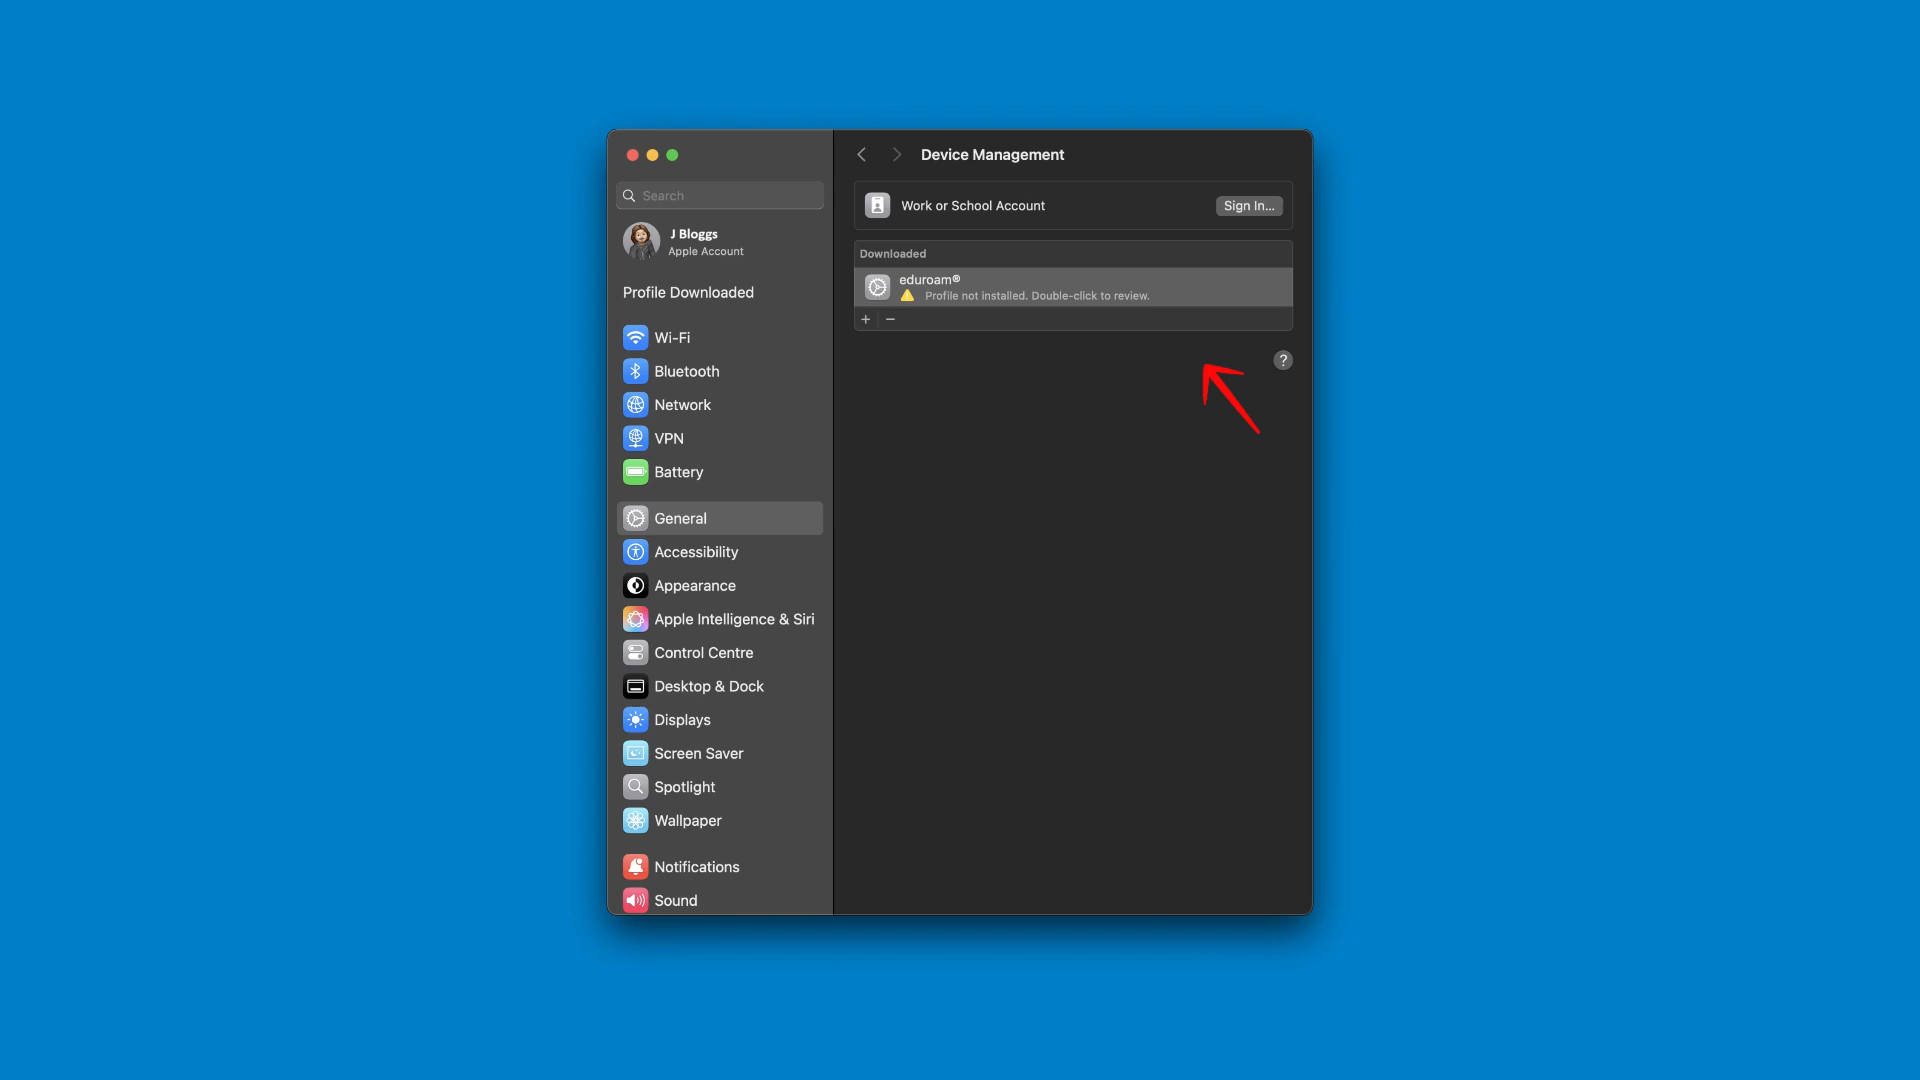 Search
J Bloggs
Apple Account
Profile Downloaded
Wi-Fi
Bluetooth
Network
VPN
Battery
General
Accessibility
Appearance
Apple Intelligence & Siri
Control Centre
Desktop & Dock
Displays
Screen Saver
Spotlight
Wallpaper
Notifications
Sound
Device Management
Work or School Account
Sign In...
Downloaded
eduroam®
Profile not installed. Double-click to review.
+ −
?